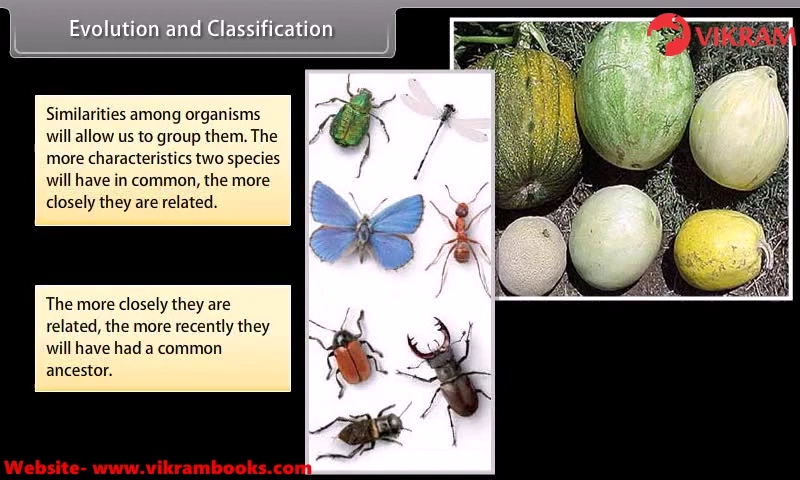 Evolution and Classification
VIKRAM
Similarities among organisms
will allow us to group them. The
more characteristics two species
will have in common, the more
closely they are related.
The more closely they are
related, the more recently they
will have had a common
ancestor.
Website- www.vikrambooks.com